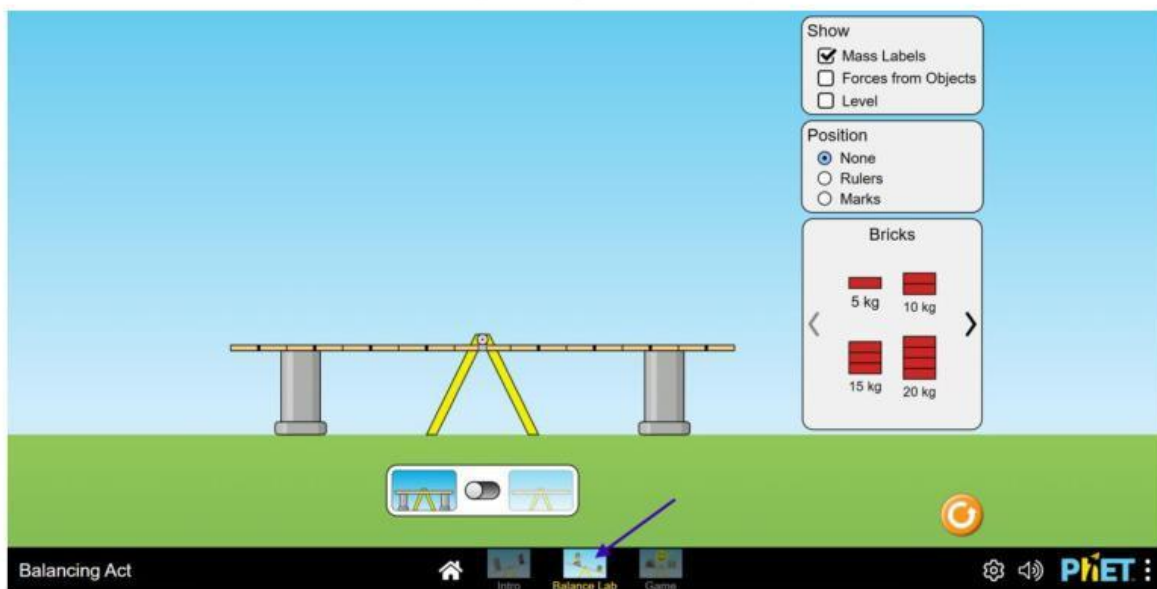 Show
Mass Labels
Forces from Objects
Level
Position
None
Rulers
Marks
Bricks
5 kg
10 kg
15 kg
20 kg
Balancing Act
Intro
Balance Lab
Game
PhET